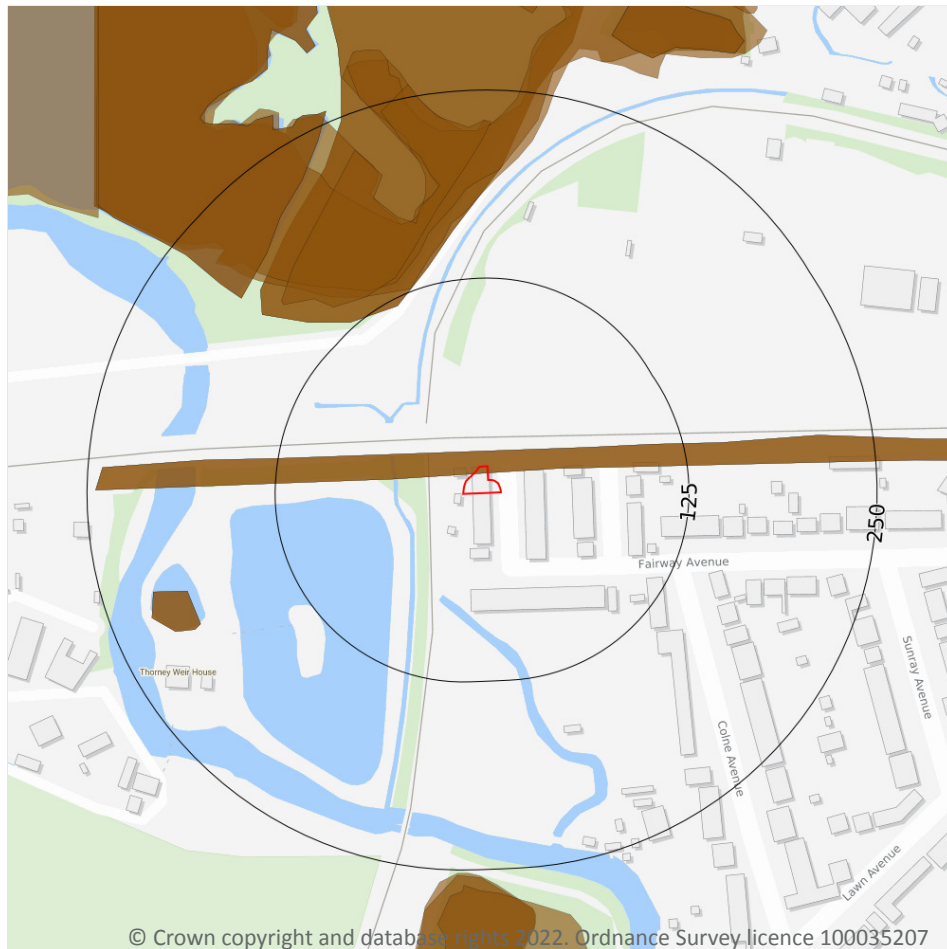 125
250
Fairway Avenue
Sunray Avenue
Thorney Weir House
Colne Avenue
Lawn Avenue
© Crown copyright and database rights 2022. Ordnance Survey licence 100035207